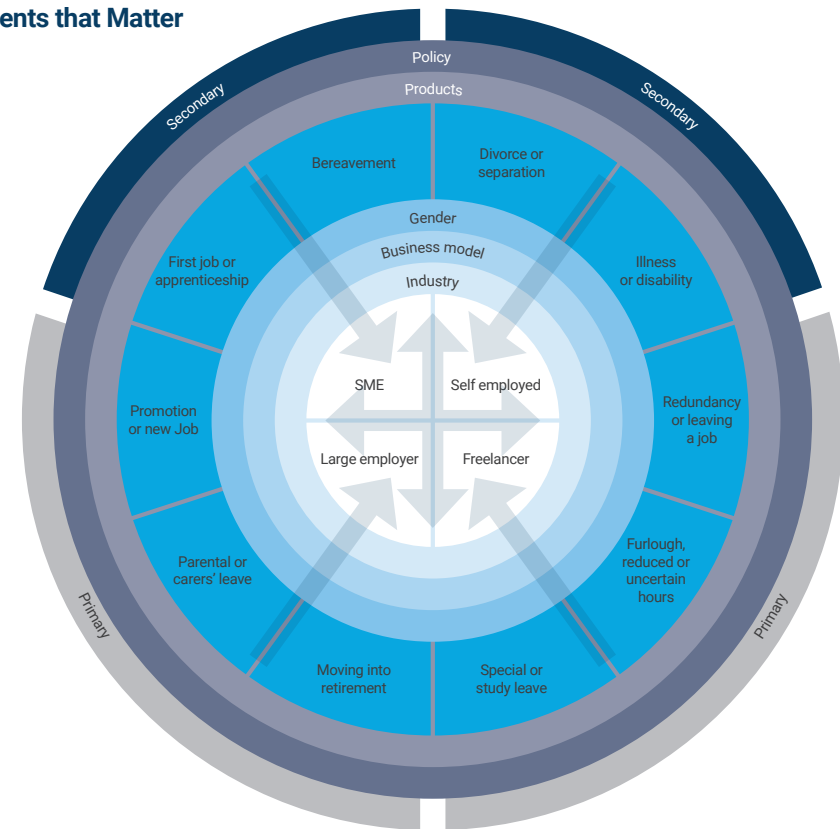 ents that Matter
Policy
Products
Secondary
Secondary
Bereavement
Divorce or
separation
Gender
Business model
Industry
First job or
apprenticeship
Illness
or disability
SME
Self employed
Promotion
or new Job
Redundancy
or leaving
a job
Large employer
Freelancer
Parental or
carers’ leave
Furlough,
reduced or
uncertain
hours
Primary
Primary
Moving into
retirement
Special or
study leave